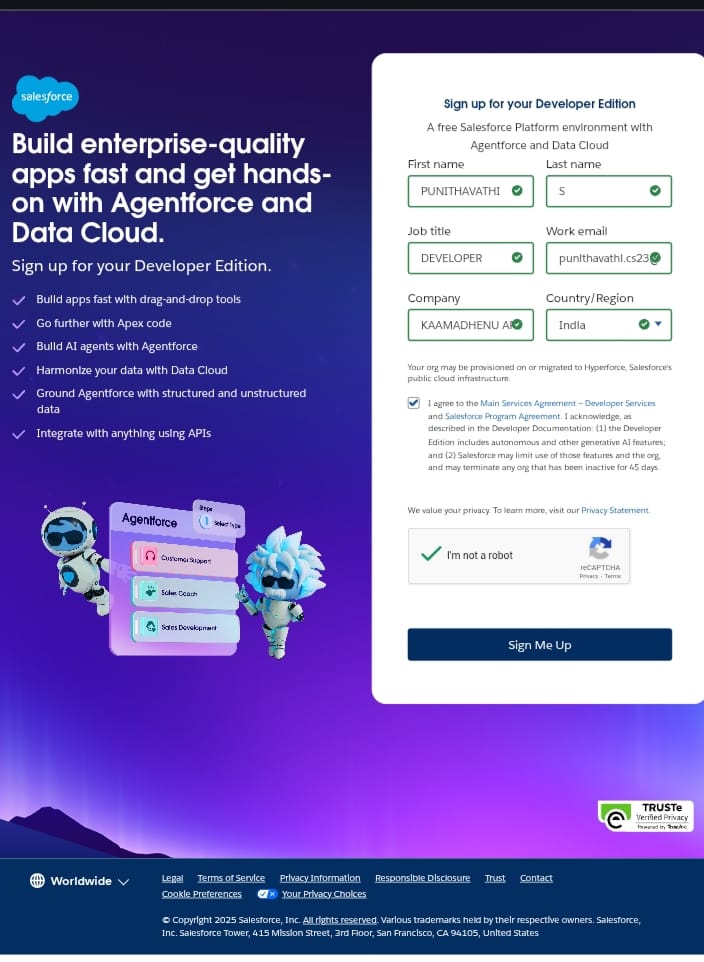 salesforce
Build enterprise-quality
apps fast and get hands-
on with Agentforce and
Data Cloud.
Sign up for your Developer Edition.
Build apps fast with drag-and-drop tools
Go further with Apex code
Build AI agents with Agentforce
Harmonize your data with Data Cloud
Ground Agentforce with structured and unstructured
data
Integrate with anything using APIs
Agentforce
Steps
1 Select Type
Customer Support
Sales Coach
Sales Development
Sign up for your Developer Edition
A free Salesforce Platform environment with
Agentforce and Data Cloud
First name Last name
PUNITHAVATHI S
Job title Work email
DEVELOPER punithavathi.cs23@
Company Country/Region
KAAMADHENU India
Your org may be provisioned on or migrated to Hyperforce, Salesforce's
public cloud infrastructure.
I agree to the Main Services Agreement – Developer Services
and Salesforce Program Agreement. I acknowledge, as
described in the Developer Documentation: (1) the Developer
Edition includes autonomous and other generative AI features;
and (2) Salesforce may limit use of those features and the org,
and may terminate any org that has been inactive for 45 days.
We value your privacy. To learn more, visit our Privacy Statement.
I'm not a robot
reCAPTCHA
Privacy - Terms
Sign Me Up
TRUSTe
Verified Privacy
Powered by TrustArc
Worldwide
Legal Terms of Service Privacy Information Responsible Disclosure Trust Contact
Cookie Preferences Your Privacy Choices
© Copyright 2025 Salesforce, Inc. All rights reserved. Various trademarks held by their respective owners. Salesforce,
Inc. Salesforce Tower, 415 Mission Street, 3rd Floor, San Francisco, CA 94105, United States